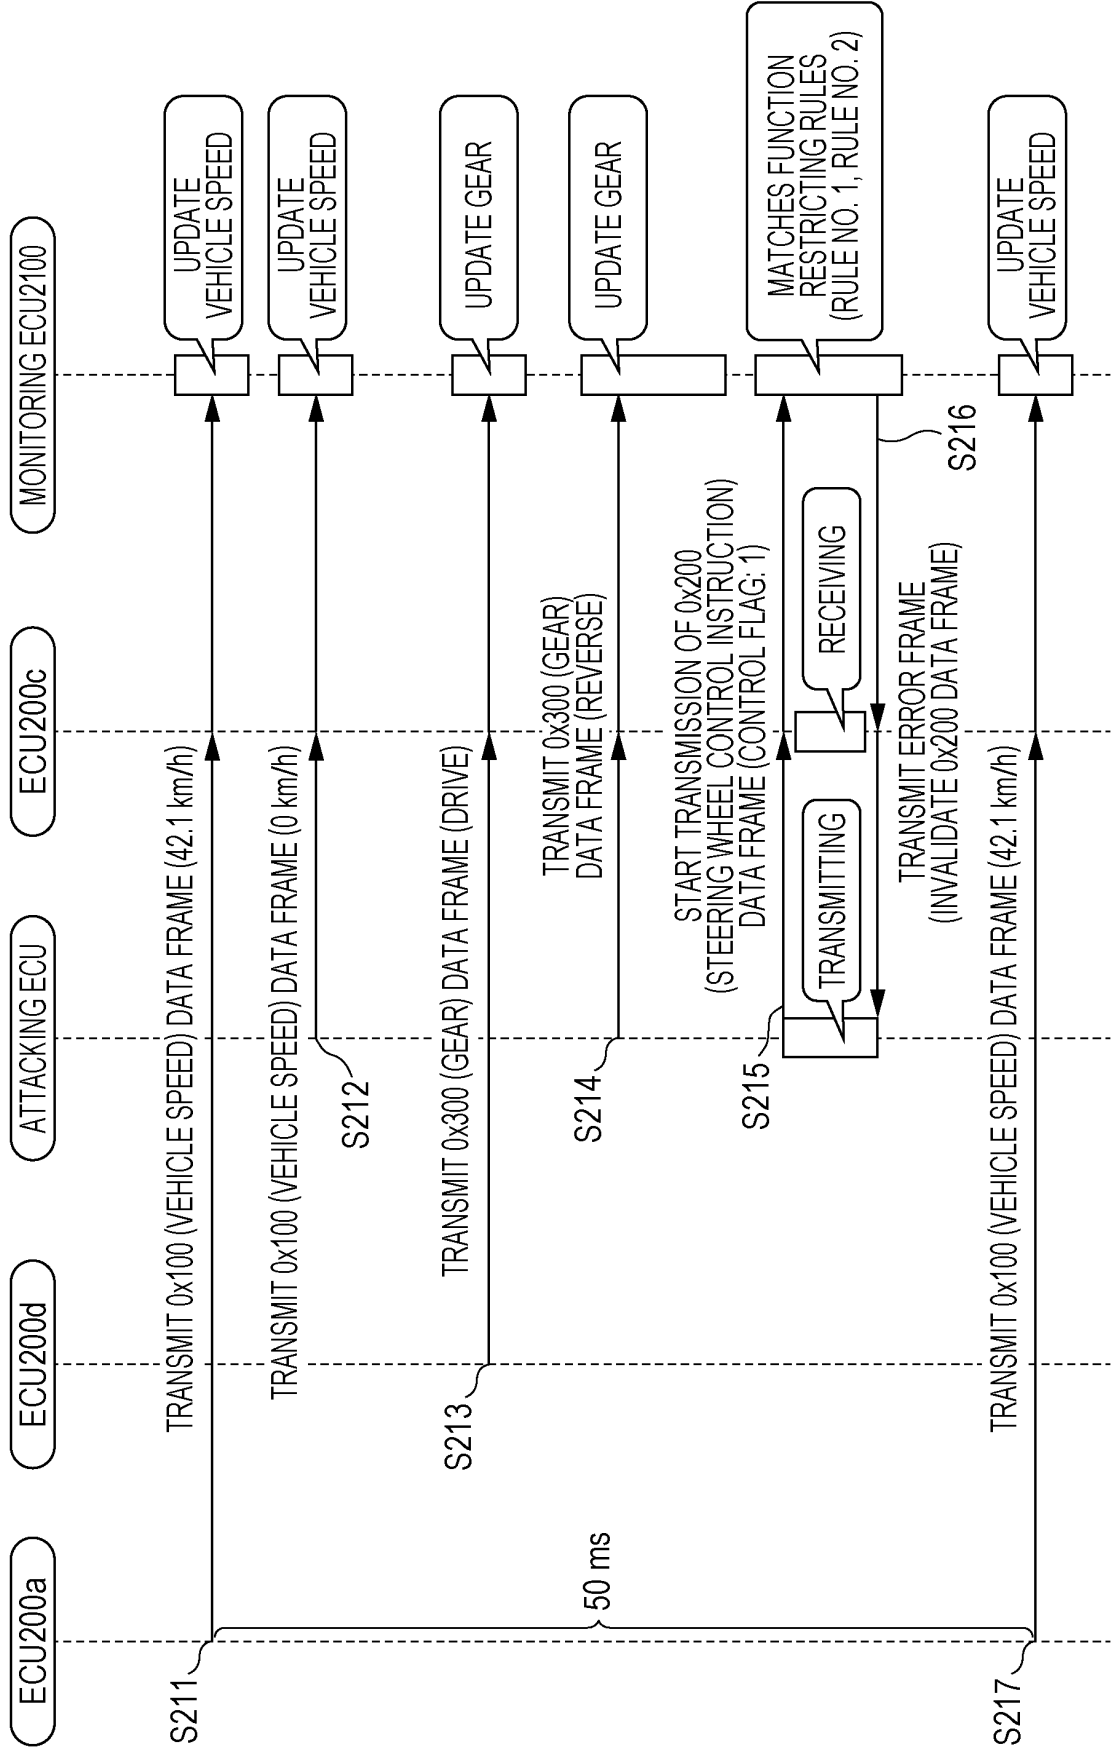 ECU200a
ECU200d
ATTACKING ECU
ECU200c
MONITORING ECU2100
S211
TRANSMIT 0x100 (VEHICLE SPEED) DATA FRAME (42.1 km/h)
UPDATE
VEHICLE SPEED
TRANSMIT 0x100 (VEHICLE SPEED) DATA FRAME (0 km/h)
S212
UPDATE
VEHICLE SPEED
S213
TRANSMIT 0x300 (GEAR) DATA FRAME (DRIVE)
UPDATE GEAR
S214
TRANSMIT 0x300 (GEAR)
DATA FRAME (REVERSE)
UPDATE GEAR
50 ms
S215
START TRANSMISSION OF 0x200
(STEERING WHEEL CONTROL INSTRUCTION)
DATA FRAME (CONTROL FLAG: 1)
TRANSMITTING
RECEIVING
MATCHES FUNCTION
RESTRICTING RULES
(RULE NO. 1, RULE NO. 2)
S216
TRANSMIT ERROR FRAME
(INVALIDATE 0x200 DATA FRAME)
S217
TRANSMIT 0x100 (VEHICLE SPEED) DATA FRAME (42.1 km/h)
UPDATE
VEHICLE SPEED